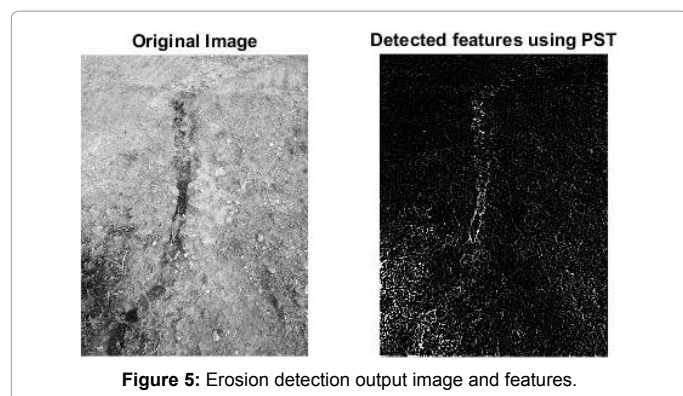 Original Image
Detected features using PST
Figure 5: Erosion detection output image and features.